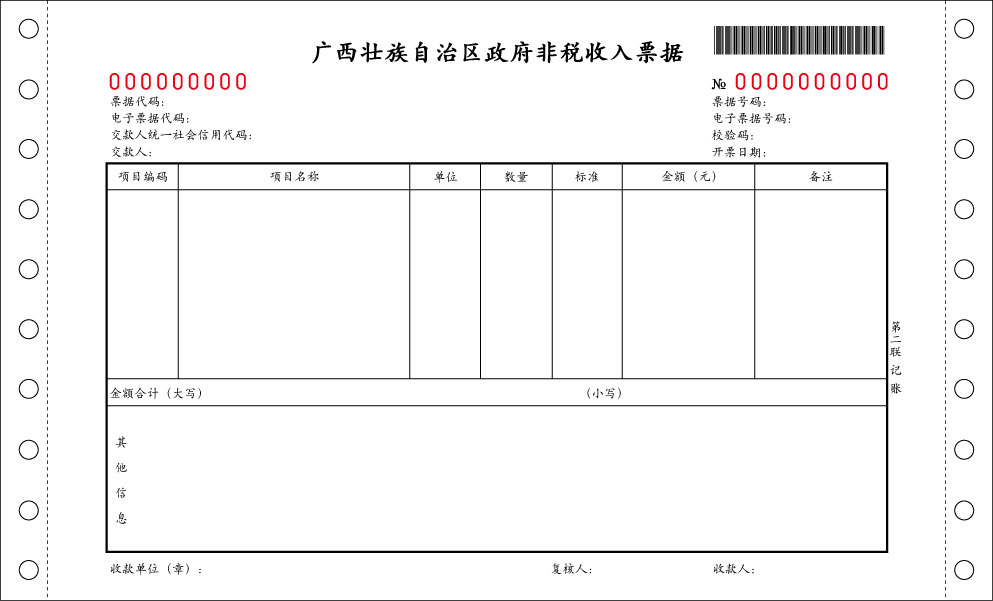 广西壮族自治区政府非税收入票据
000000000
№ 0000000000
票据代码：
票据号码：
电子票据代码：
电子票据号码：
交款人统一社会信用代码：
校验码：
交款人：
开票日期：
项目编码 项目名称 单位 数量 标准 金额（元） 备注
金额合计（大写） （小写）
其他信息
第二联 记账
收款单位（章）： 复核人： 收款人：